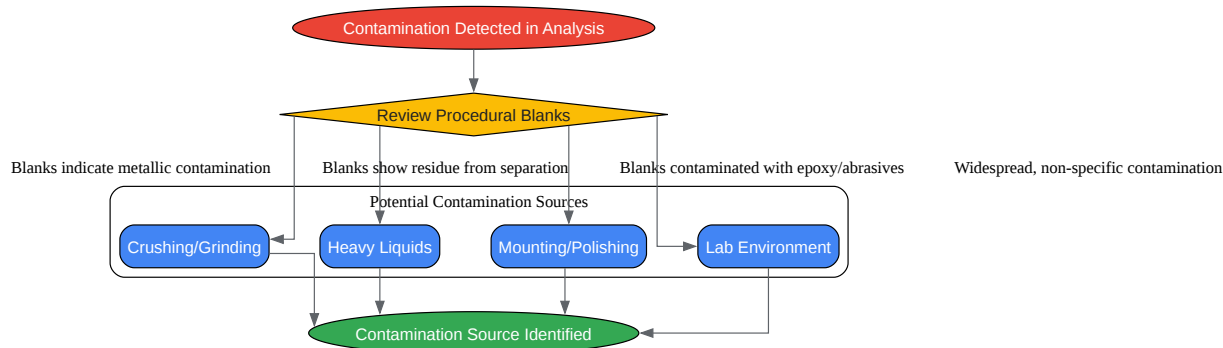 Contamination Detected in Analysis
Review Procedural Blanks
Blanks indicate metallic contamination
Blanks show residue from separation
Blanks contaminated with epoxy/abrasives
Widespread, non-specific contamination
Potential Contamination Sources
Crushing/Grinding
Heavy Liquids
Mounting/Polishing
Lab Environment
Contamination Source Identified